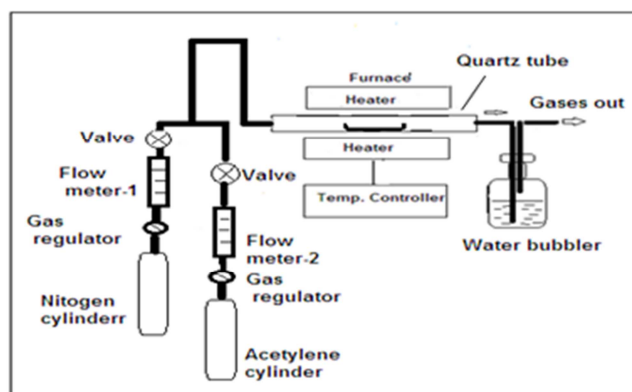 Quartz tube
Furnace
Heater
Gases out
Valve
Heater
Flow
meter-1
Valve
Temp. Controller
Gas
regulator
Flow
meter-2
Water bubbler
Gas
regulator
Nitogen
cylinderr
Acetylene
cylinder